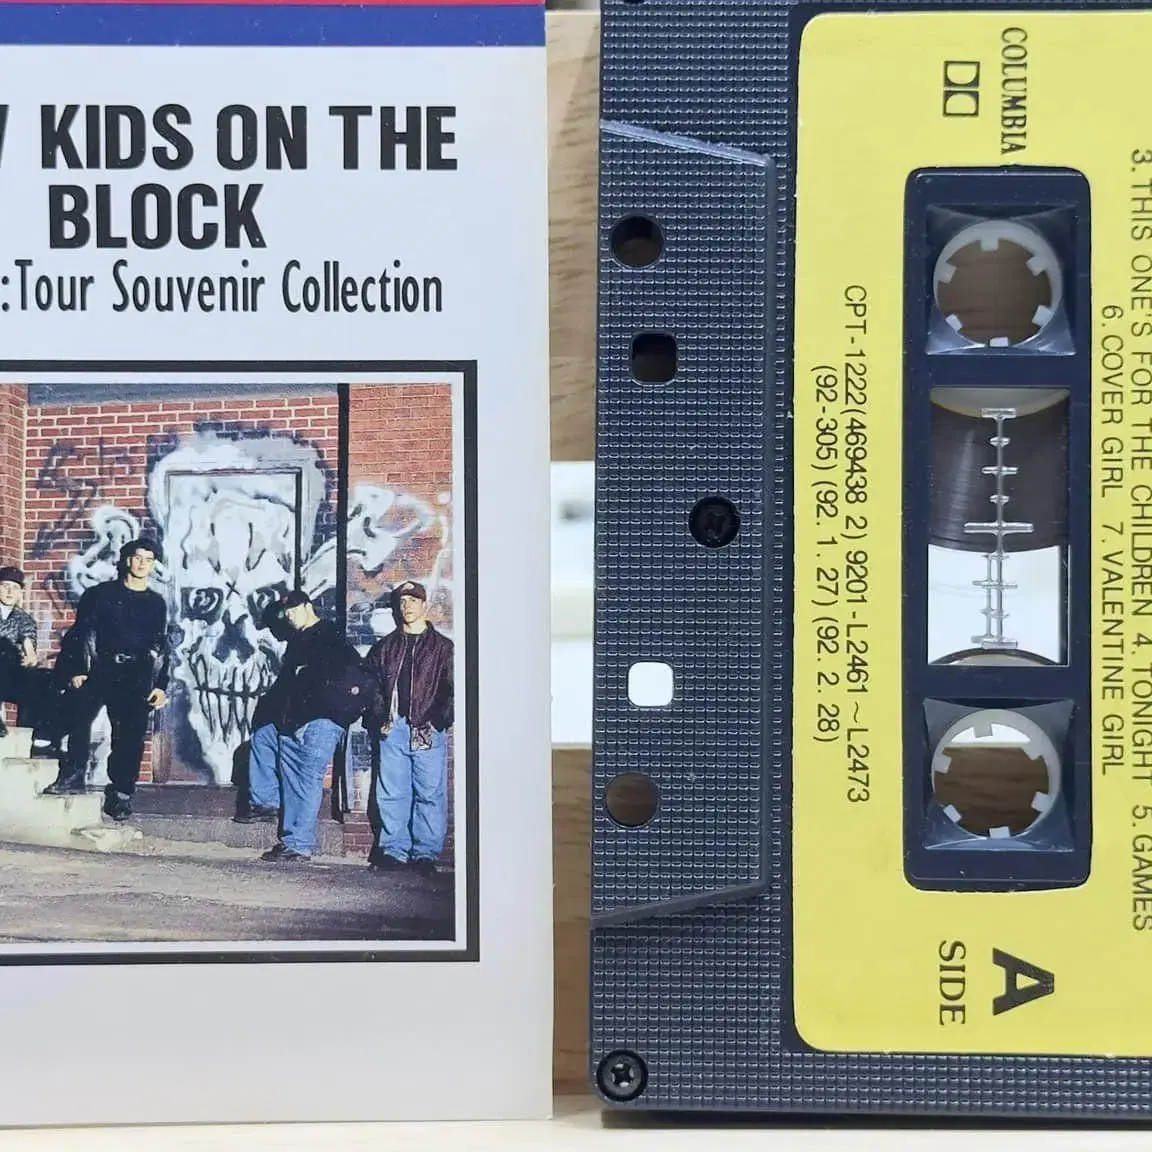 KIDS ON THE
BLOCK
:Tour Souvenir Collection
COLUMBIA
3. THIS ONE'S FOR THE CHILDREN 4. TONIGHT 5. GAMES
6. COVER GIRL 7. VALENTINE GIRL
CPT-1222(469438 2) 9201-L2461~L2473
(92-305) (92. 1. 27) (92. 2. 28)
A
SIDE